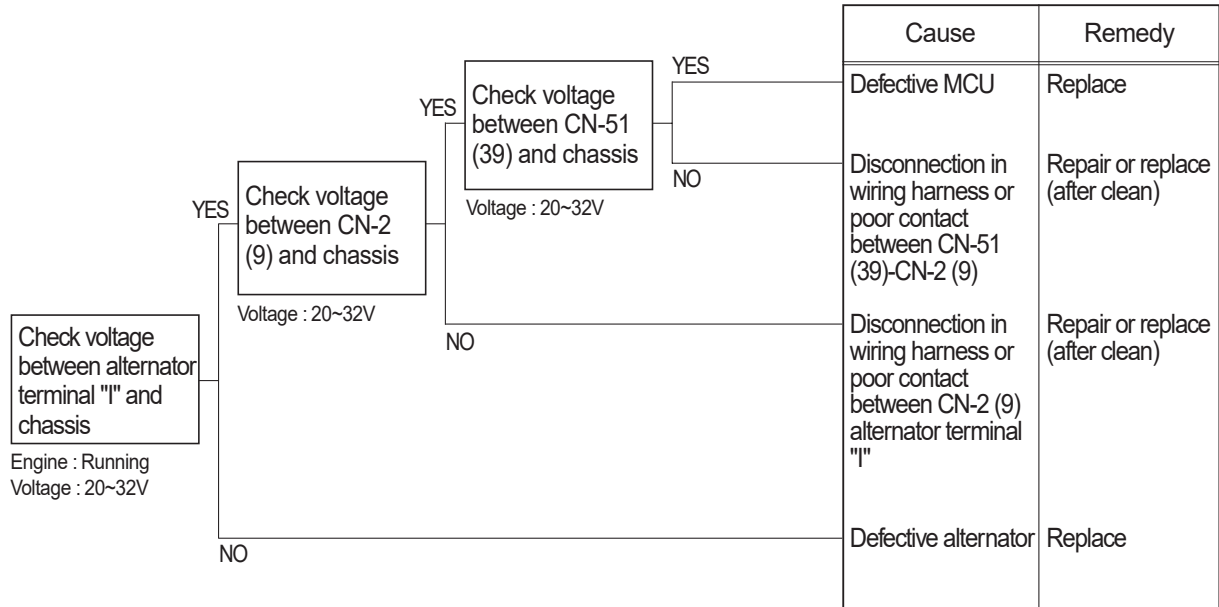 Cause
Remedy
YES
Defective MCU
Replace
Check voltage
between CN-51
(39) and chassis
YES
Voltage : 20~32V
NO
Disconnection in
wiring harness or
poor contact
between CN-51
(39)-CN-2 (9)
Repair or replace
(after clean)
Check voltage
between CN-2
(9) and chassis
YES
Voltage : 20~32V
NO
Disconnection in
wiring harness or
poor contact
between CN-2 (9)
alternator terminal
"I"
Repair or replace
(after clean)
Check voltage
between alternator
terminal "I" and
chassis
Engine : Running
Voltage : 20~32V
NO
Defective alternator
Replace